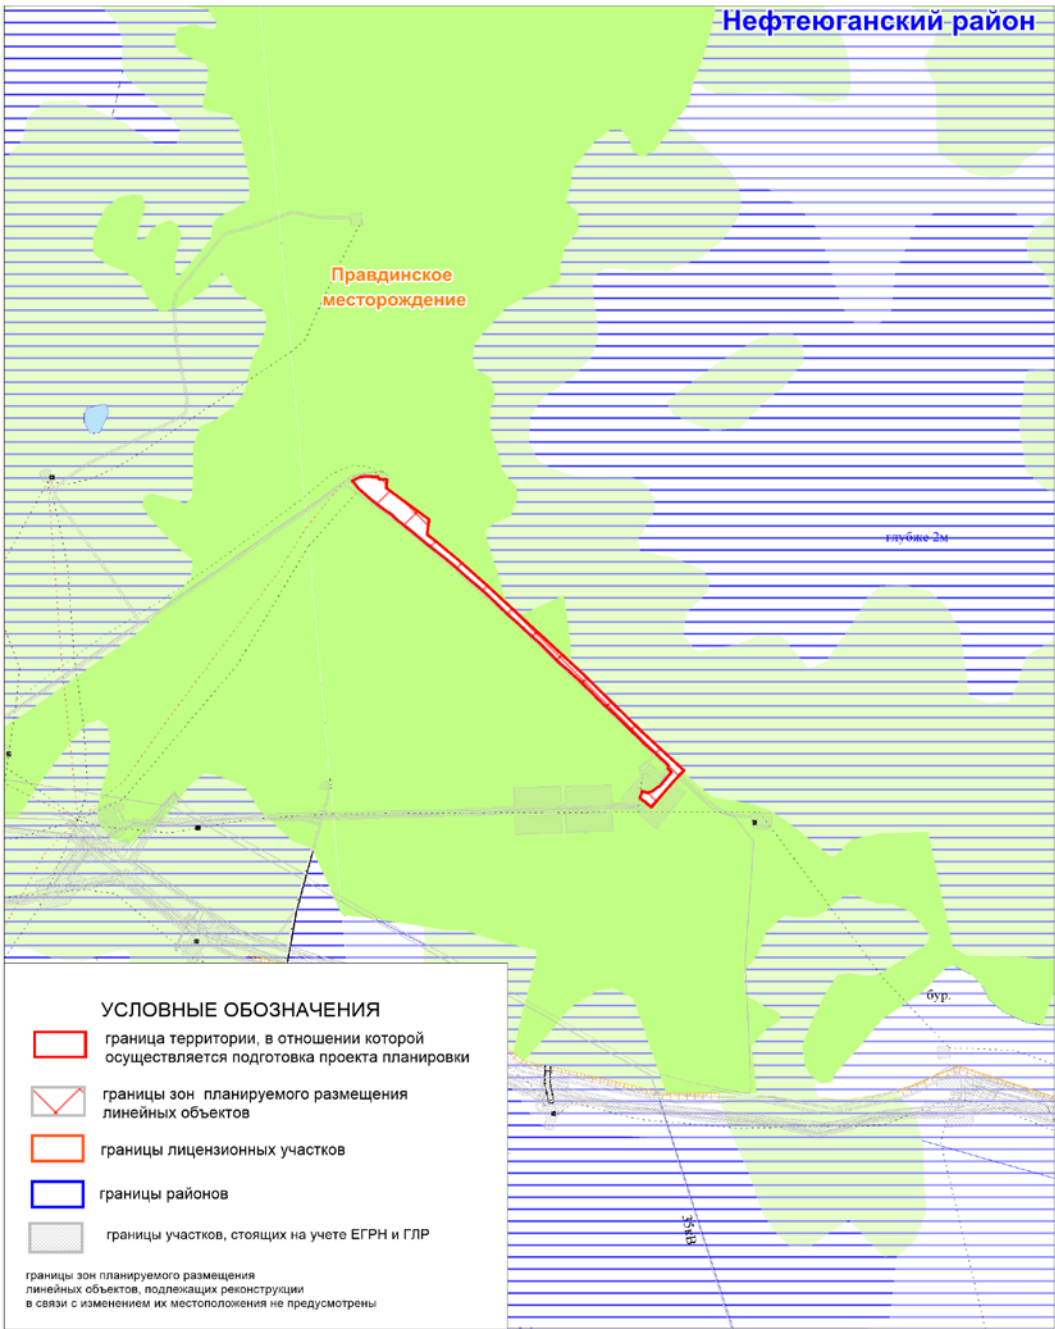 Нефтеюганский район
Правдинское
месторождение
глубже 2м
бур.
35кВ
УСЛОВНЫЕ ОБОЗНАЧЕНИЯ
граница территории, в отношении которой
осуществляется подготовка проекта планировки
границы зон планируемого размещения
линейных объектов
границы лицензионных участков
границы районов
границы участков, стоящих на учете ЕГРН и ГЛР
границы зон планируемого размещения
линейных объектов, подлежащих реконструкции
в связи с изменением их местоположения не предусмотрены